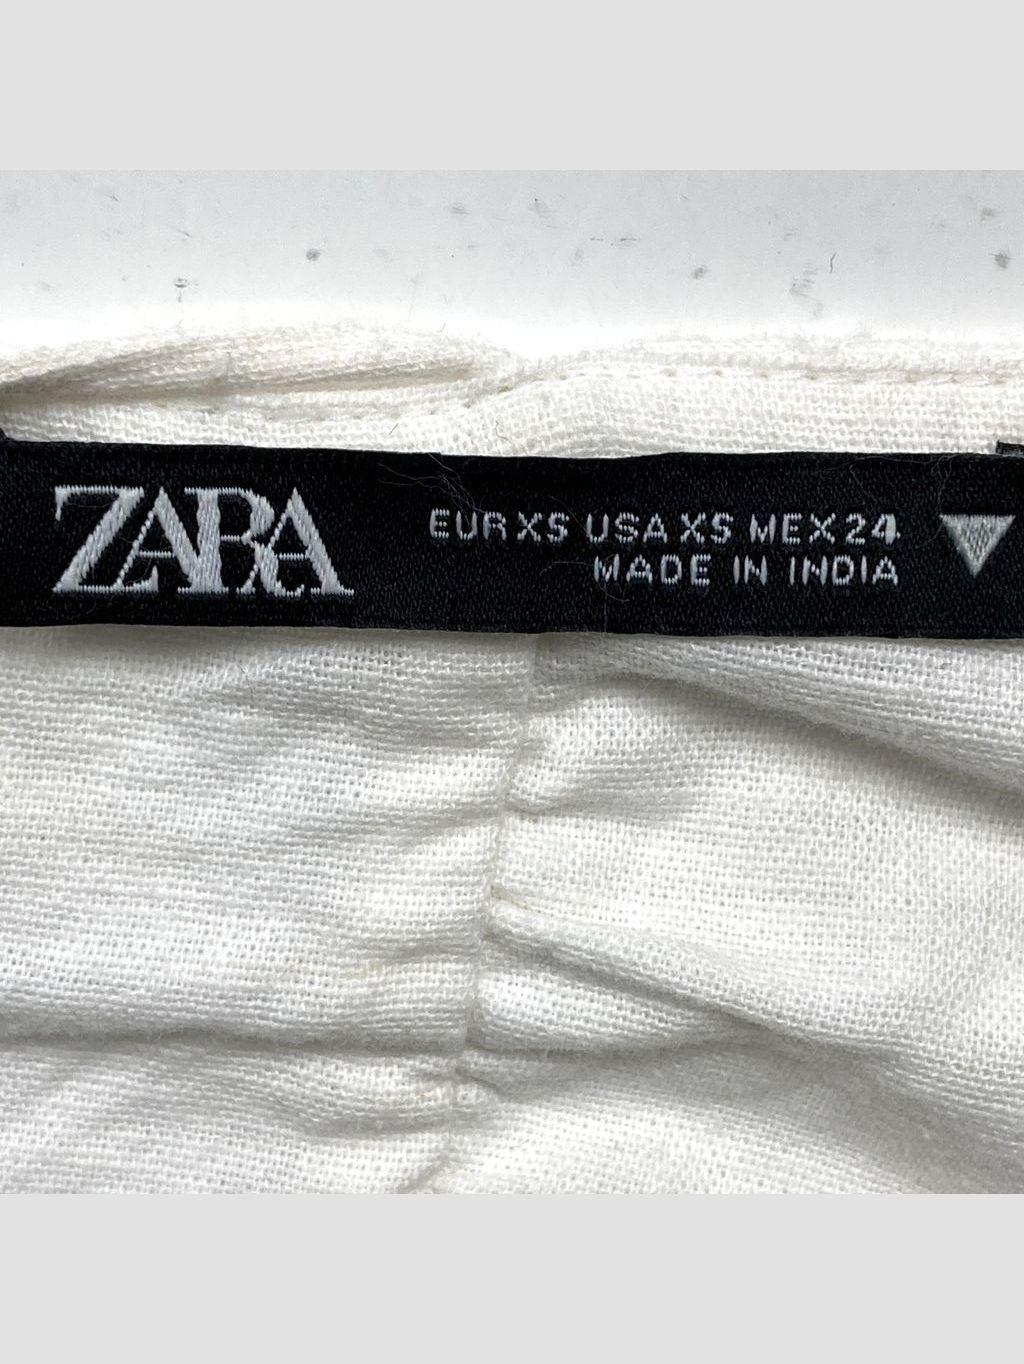 ZARA
EUR XS USA XS MEX 24
MADE IN INDIA